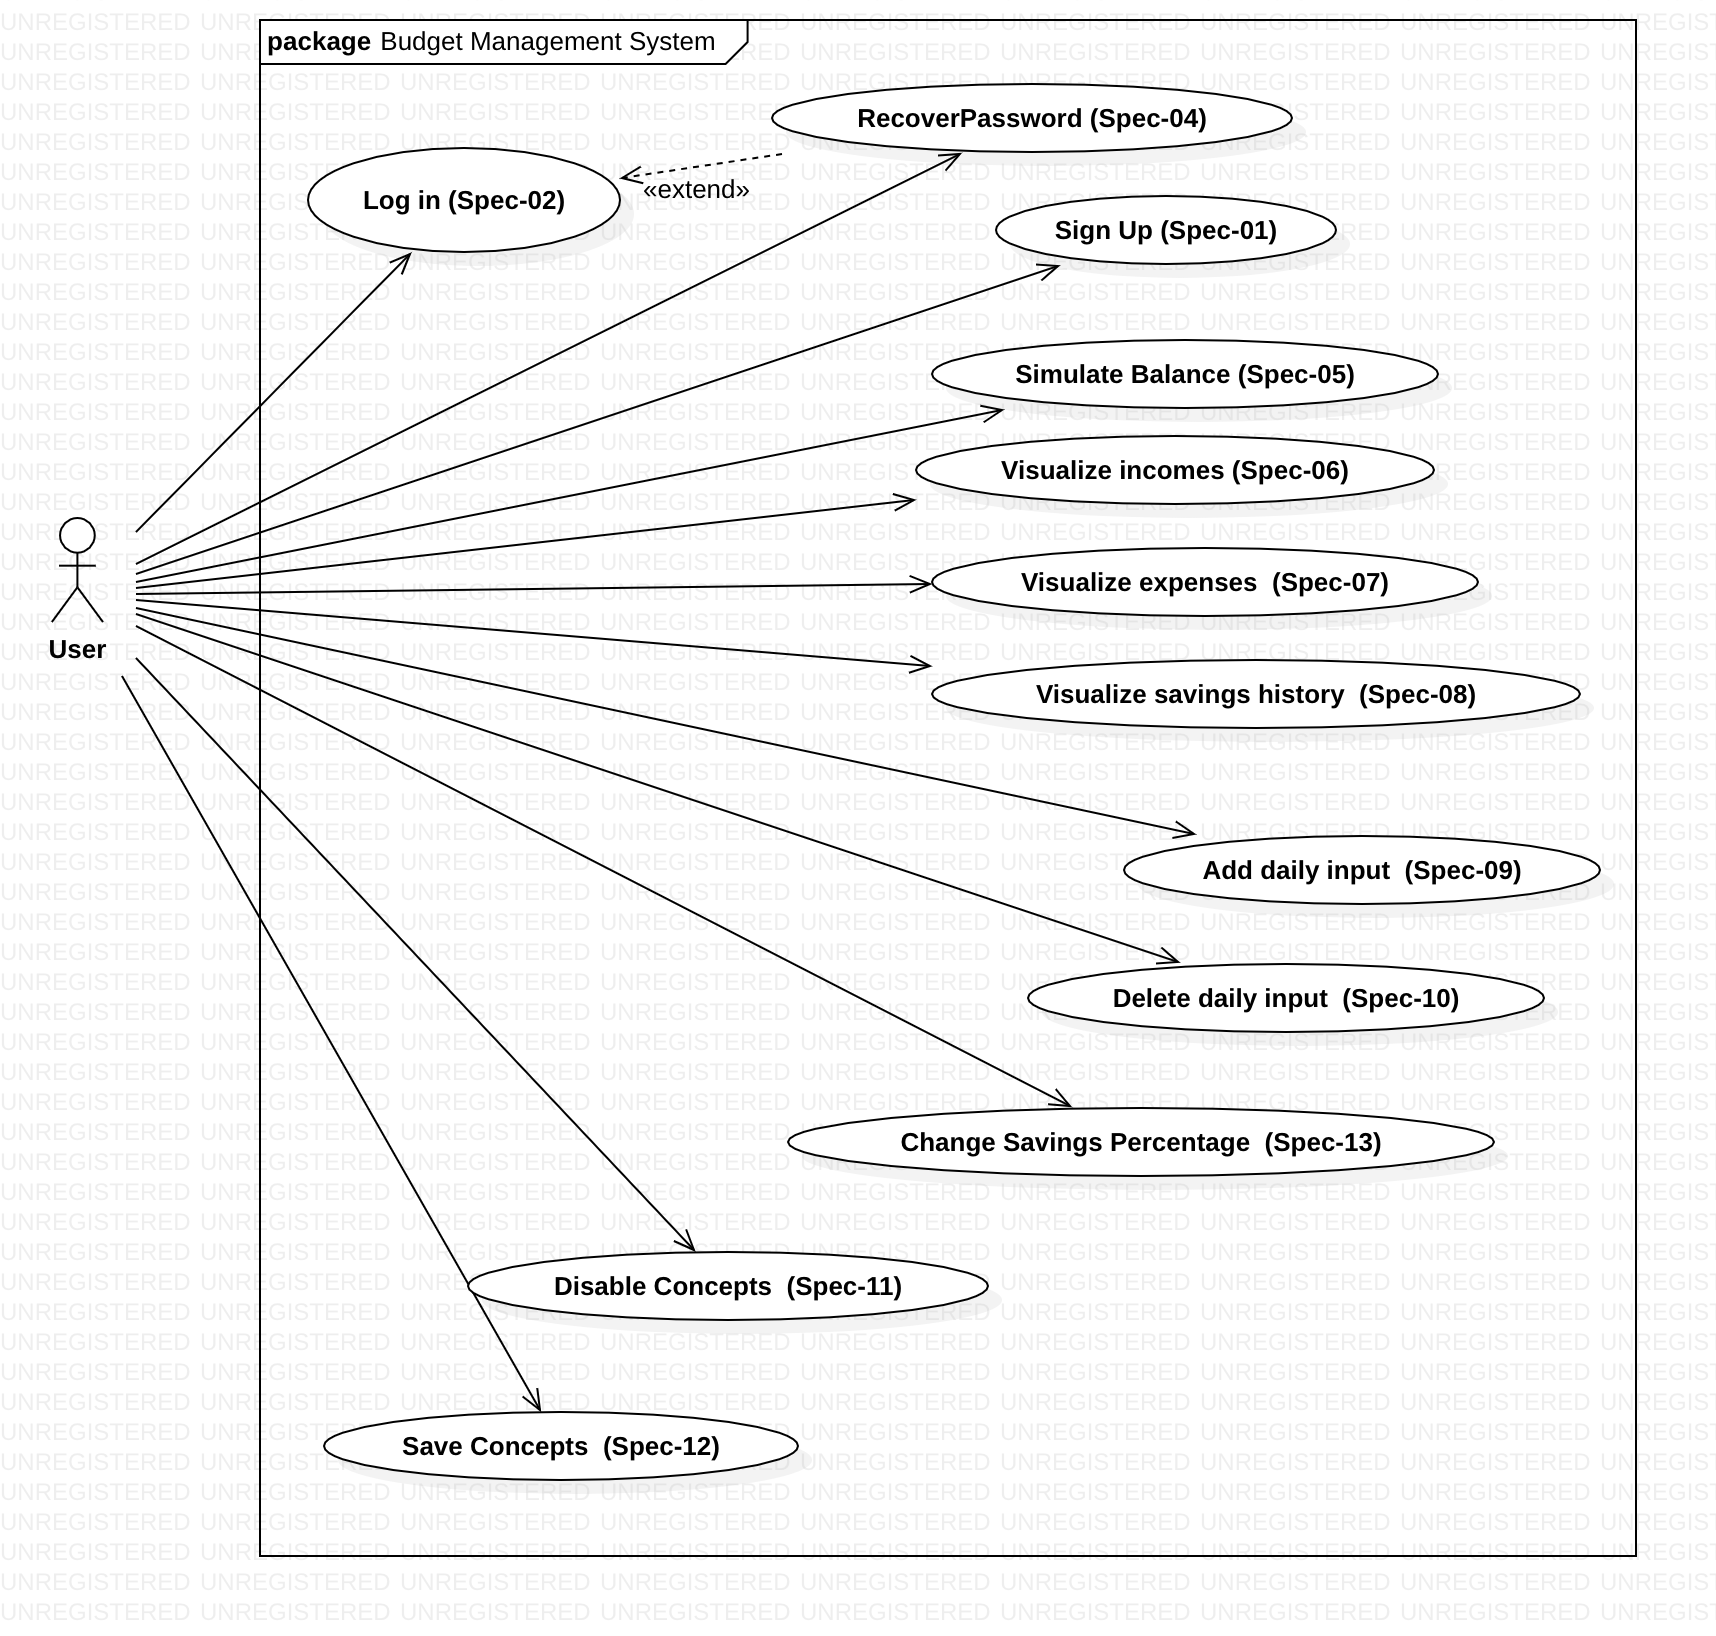 package Budget Management System
RecoverPassword (Spec-04)
Log in (Spec-02)
«extend»
Sign Up (Spec-01)
Simulate Balance (Spec-05)
Visualize incomes (Spec-06)
Visualize expenses  (Spec-07)
User
Visualize savings history  (Spec-08)
Add daily input  (Spec-09)
Delete daily input  (Spec-10)
Change Savings Percentage  (Spec-13)
Disable Concepts  (Spec-11)
Save Concepts  (Spec-12)
UNREGISTERED